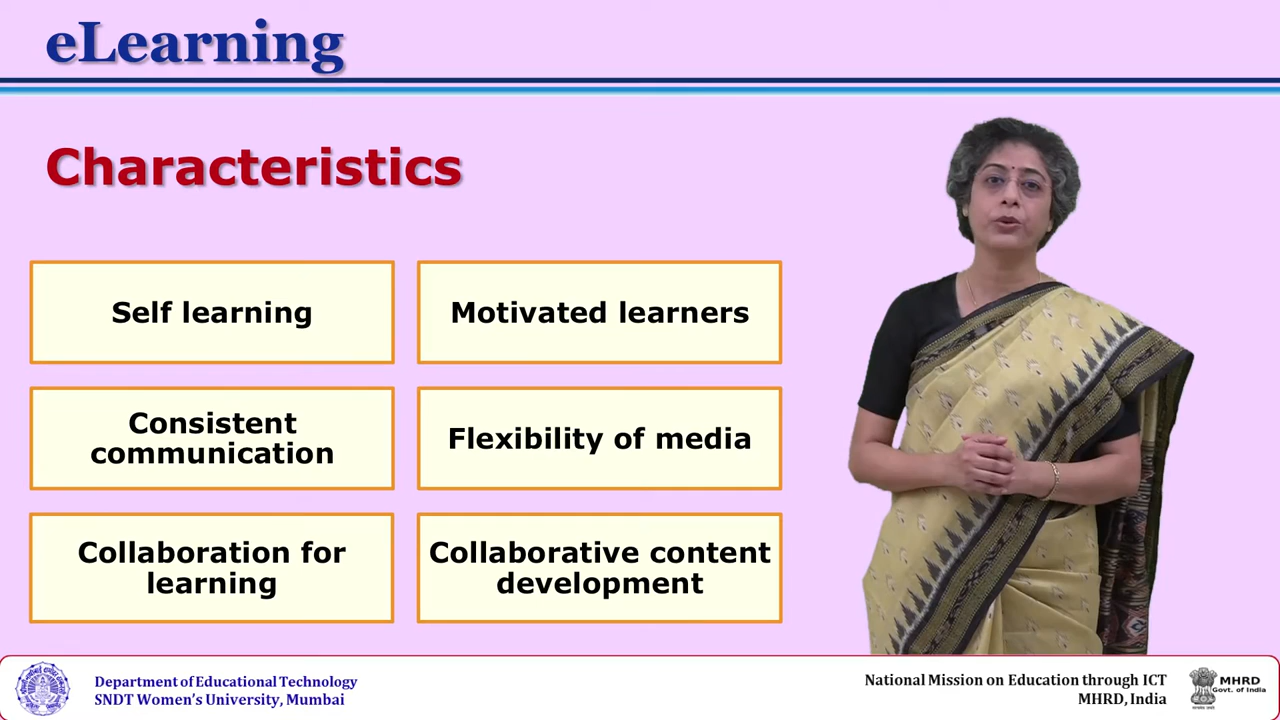 eLearning
Characteristics
Self learning
Motivated learners
Consistent
communication
Flexibility of media
Collaboration for
learning
Collaborative content
development
Department of Educational Technology
SNDT Women's University, Mumbai
National Mission on Education through ICT
MHRD, India
MHRD
Govt. of India